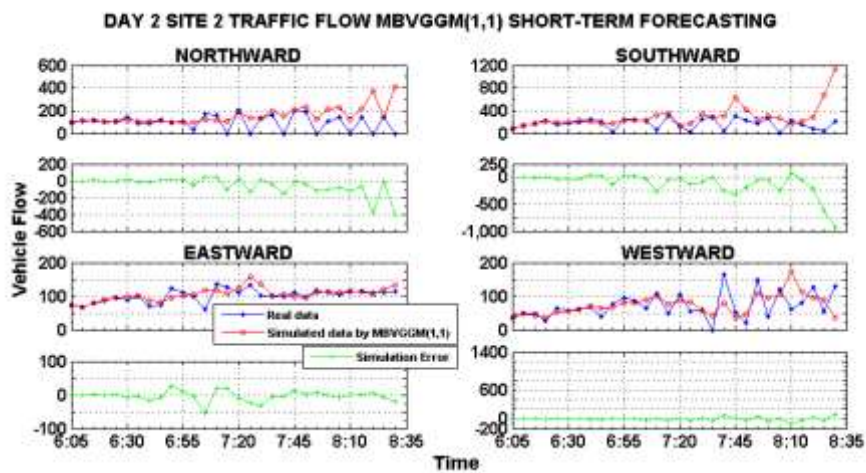 DAY 2 SITE 2 TRAFFIC FLOW MBVGGM(1,1) SHORT-TERM FORECASTING
NORTHWARD
600
400
200
0
200
0
-200
-400
-600
SOUTHWARD
1200
800
400
0
250
0
-500
-1,000
Vehicle Flow
EASTWARD
200
100
0
Real data
Simulated data by MBVGGM(1,1)
Simulation Error
100
0
-100
6:05 6:30 6:55 7:20 7:45 8:10 8:35
WESTWARD
200
100
0
1400
600
0
-200
6:05 6:30 6:55 7:20 7:45 8:10 8:35
Time